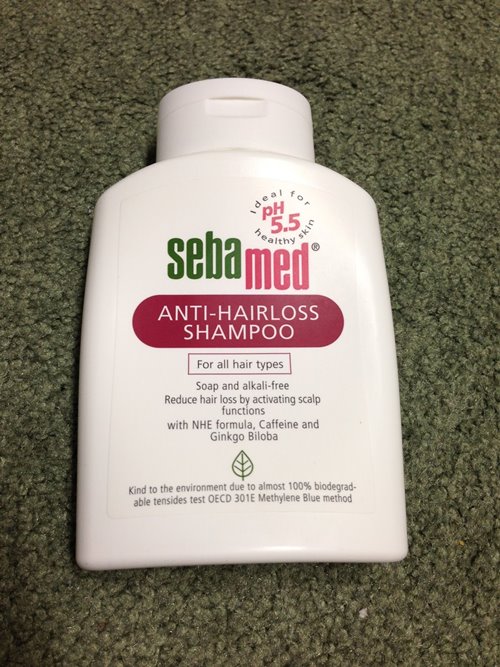 Ideal for
pH
5.5
healthy skin
sebamed®
ANTI-HAIRLOSS
SHAMPOO
For all hair types
Soap and alkali-free
Reduce hair loss by activating scalp
functions
with NHE formula, Caffeine and
Ginkgo Biloba
Kind to the environment due to almost 100% biodegrad-
able tensides test OECD 301E Methylene Blue method